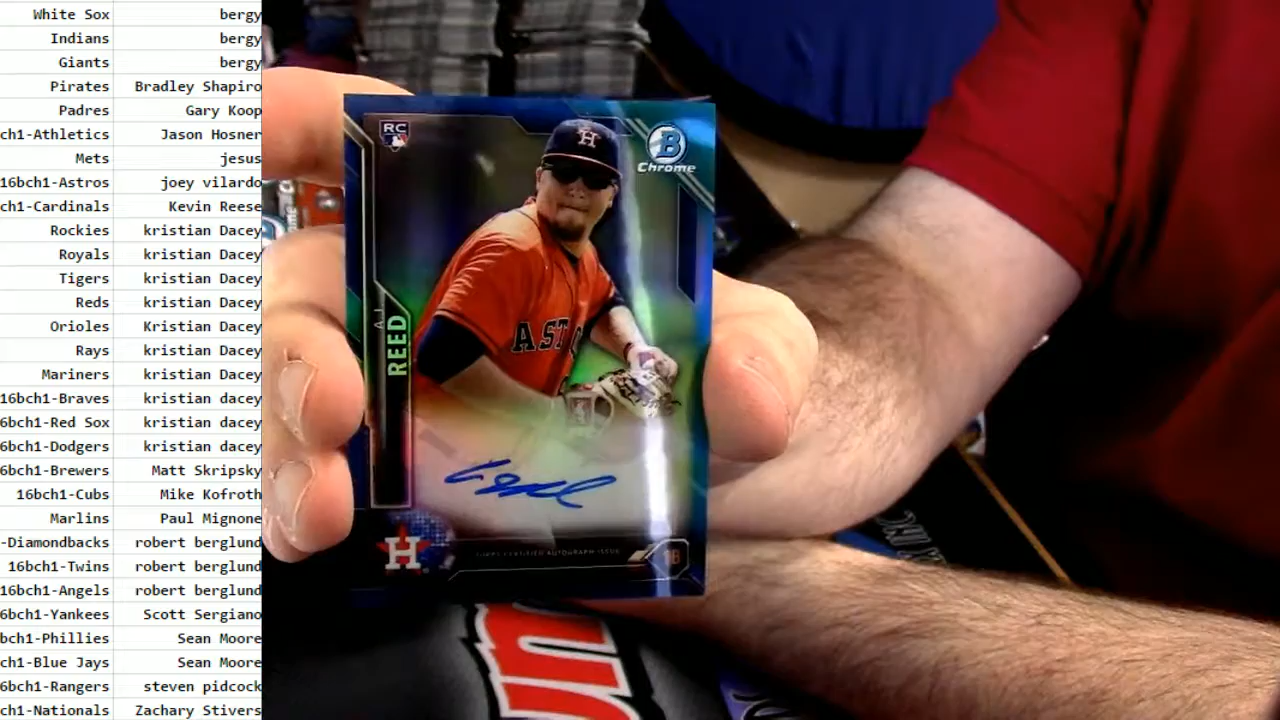 White Sox bergy
Indians bergy
Giants bergy
Pirates Bradley Shapiro
Padres Gary Koop
ch1-Athletics Jason Hosner
Mets jesus
16bch1-Astros joey vilardo
ch1-Cardinals Kevin Reese
Rockies kristian Dacey
Royals kristian Dacey
Tigers kristian Dacey
Reds kristian Dacey
Orioles Kristian Dacey
Rays kristian Dacey
Mariners kristian Dacey
16bch1-Braves kristian dacey
6bch1-Red Sox kristian dacey
6bch1-Dodgers kristian dacey
6bch1-Brewers Matt Skripsky
16bch1-Cubs Mike Kofroth
Marlins Paul Mignone
-Diamondbacks robert berglund
16bch1-Twins robert berglund
16bch1-Angels robert berglund
6bch1-Yankees Scott Sergiano
bch1-Phillies Sean Moore
ch1-Blue Jays Sean Moore
6bch1-Rangers steven pidcock
ch1-Nationals Zachary Stivers
RC
B
Chrome
H
AST
A.J.
REED
H
TOPPS CERTIFIED AUTOGRAPH ISSUE
1B